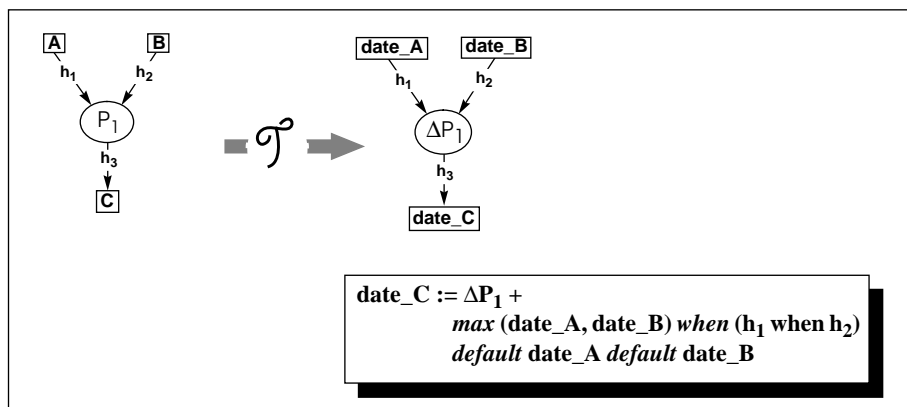 A B date_A date_B
h1 h2 h1 h2
P1 𝒯 ΔP1
h3 h3
C date_C
date_C := ΔP1 +
max (date_A, date_B) when (h1 when h2)
default date_A default date_B